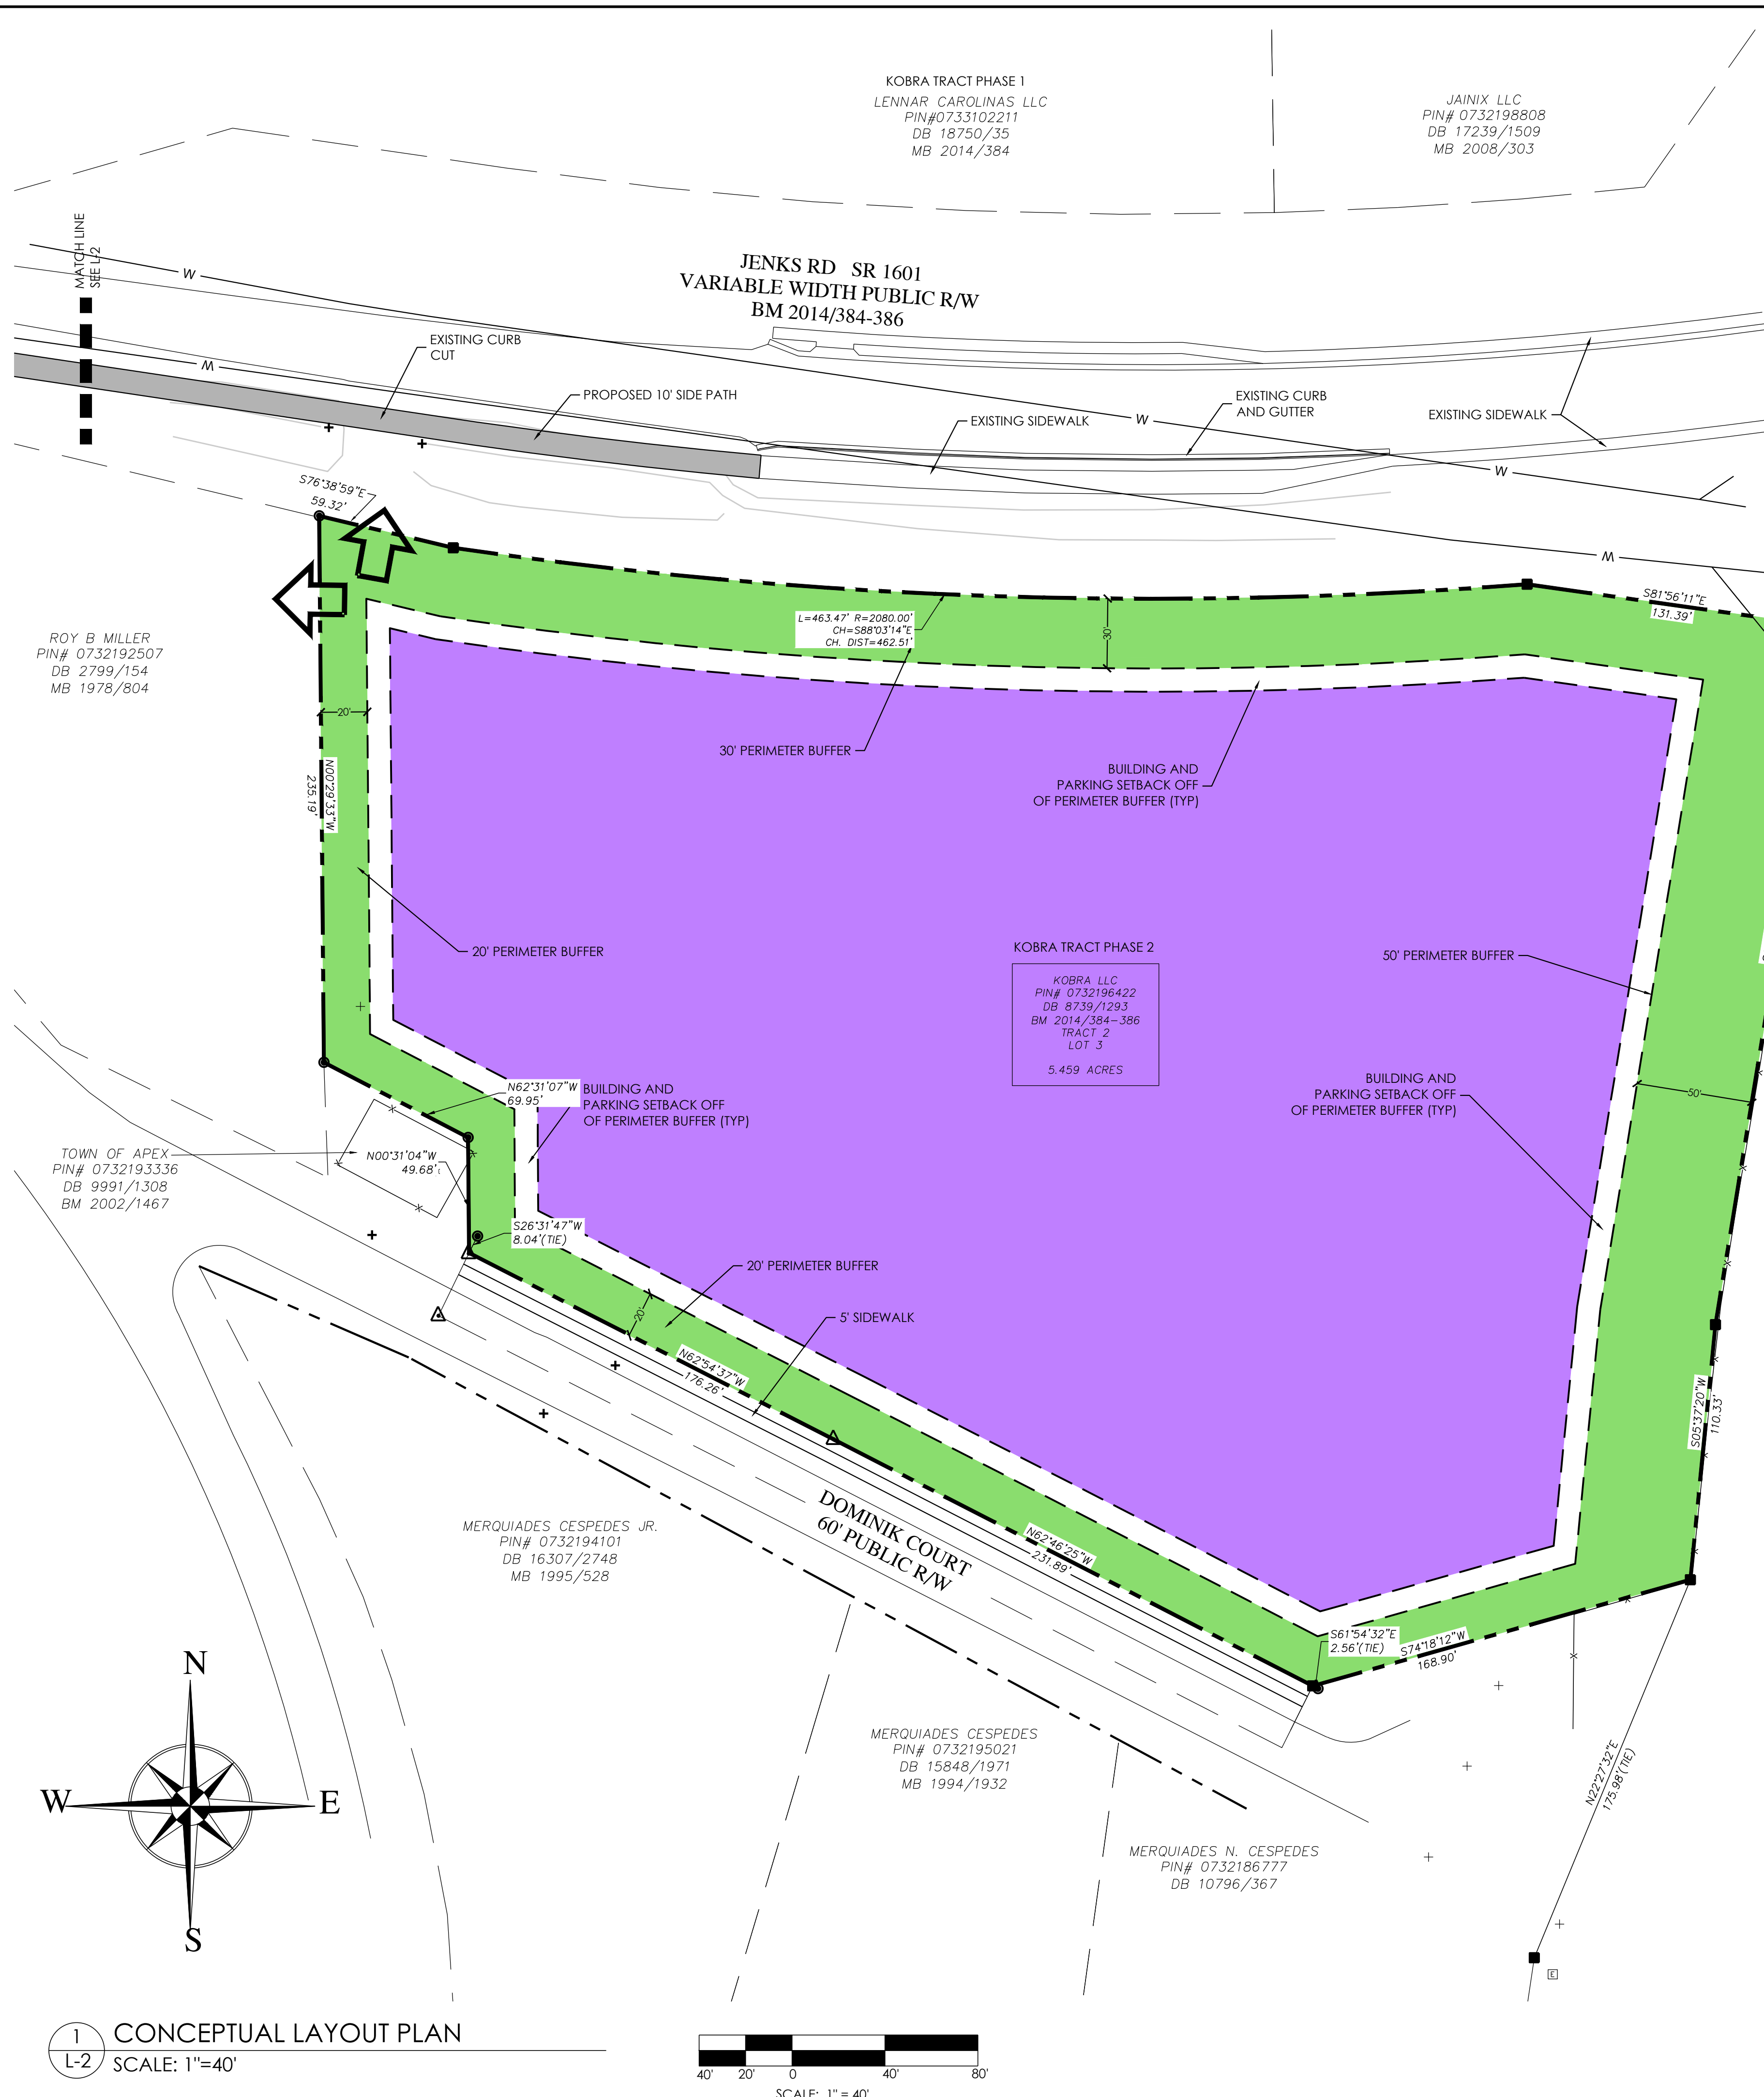 KOBRA TRACT PHASE 1
LENNAR CAROLINAS LLC
PIN#0733102211
DB 18750/35
MB 2014/384
JAINIX LLC
PIN# 0732198808
DB 17239/1509
MB 2008/303
MATCH LINE
SEE L-2
W
JENKS RD SR 1601
VARIABLE WIDTH PUBLIC R/W
BM 2014/384-386
EXISTING CURB
CUT
W
PROPOSED 10' SIDE PATH
EXISTING SIDEWALK
W
EXISTING CURB
AND GUTTER
EXISTING SIDEWALK
W
W
S76°38'59"E
59.32'
S81°56'11"E
131.39'
L=463.47' R=2080.00'
CH=S88°03'14"E
CH. DIST=462.51'
30'
ROY B MILLER
PIN# 0732192507
DB 2799/154
MB 1978/804
20'
N00°29'33"W
235.19'
30' PERIMETER BUFFER
BUILDING AND
PARKING SETBACK OFF
OF PERIMETER BUFFER (TYP)
20' PERIMETER BUFFER
KOBRA TRACT PHASE 2
KOBRA LLC
PIN# 0732196422
DB 8739/1293
BM 2014/384-386
TRACT 2
LOT 3
5.459 ACRES
50' PERIMETER BUFFER
BUILDING AND
PARKING SETBACK OFF
OF PERIMETER BUFFER (TYP)
50'
N62°31'07"W
69.95'
BUILDING AND
PARKING SETBACK OFF
OF PERIMETER BUFFER (TYP)
TOWN OF APEX
PIN# 0732193336
DB 9991/1308
BM 2002/1467
N00°31'04"W
49.68'
S26°31'47"W
8.04'(TIE)
20' PERIMETER BUFFER
20'
5' SIDEWALK
N62°54'37"W
176.26'
S05°37'20"W
110.33'
DOMINIK COURT
60' PUBLIC R/W
N62°46'25"W
231.89'
MERQUIADES CESPEDES JR.
PIN# 0732194101
DB 16307/2748
MB 1995/528
S61°54'32"E
2.56'(TIE)
S74°18'12"W
168.90'
MERQUIADES CESPEDES
PIN# 0732195021
DB 15848/1971
MB 1994/1932
N22°27'32"E
175.98'(TIE)
MERQUIADES N. CESPEDES
PIN# 0732186777
DB 10796/367
N
W
E
S
E
1
L-2
CONCEPTUAL LAYOUT PLAN
SCALE: 1"=40'
40' 20' 0 40' 80'
SCALE: 1" = 40'